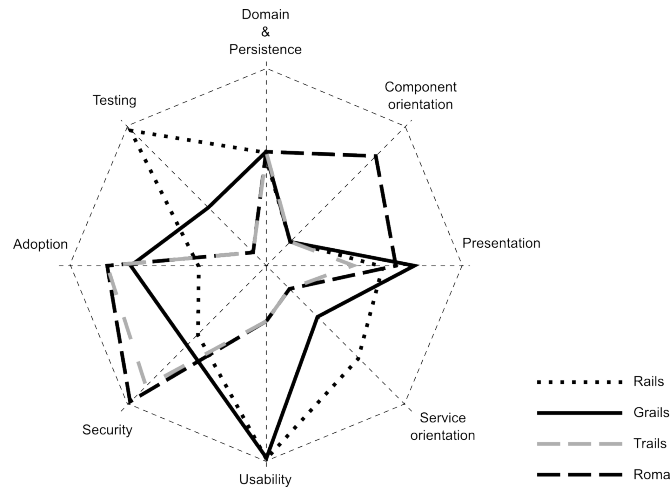 Domain
&
Persistence
Component
orientation
Testing
Adoption
Presentation
Security
Service
orientation
Usability
Rails
Grails
Trails
Roma